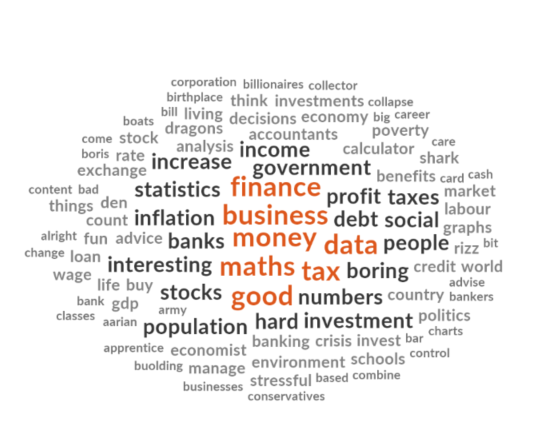 corporation billionaires collector
birthplace think investments collapse
bill living decisions economy big career
boats dragons accountants poverty
come stock analysis income calculator care
boris rate increase government shark
exchange statistics finance benefits card cash
content bad profit taxes market
things den business debt social labour
count inflation graphs
alright fun advice banks money data people rizz bit
change loan interesting maths tax boring credit world
wage life buy good advise
bank gdp stocks numbers country bankers
classes aarian army politics
population hard investment charts
apprentice economist banking crisis invest bar
buolding manage environment schools control
businesses stressful based combine
conservatives